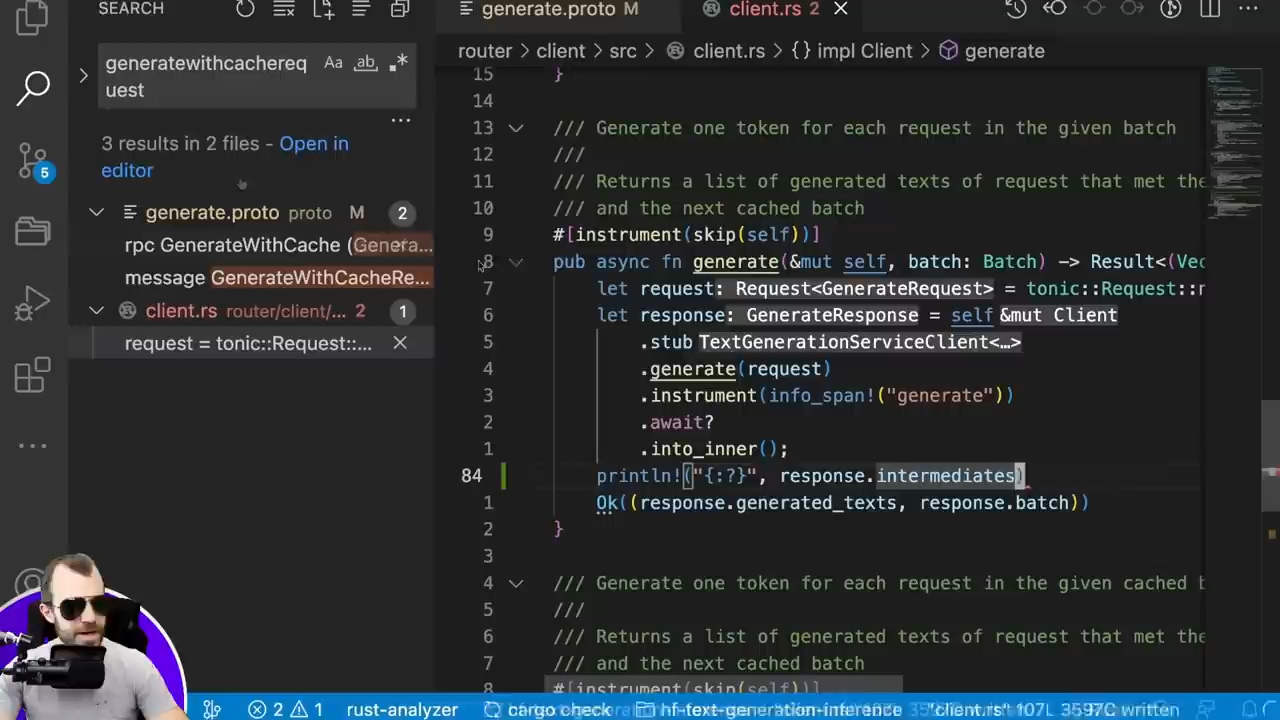 SEARCH
generatewithcachereq
uest
Aa
ab
3 results in 2 files - Open in
editor
5
generate.proto proto M 2
rpc GenerateWithCache (Genera...
message GenerateWithCacheRe...
client.rs router/client/... 2 1
request = tonic::Request::...
generate.proto M
client.rs 2
router > client > src > client.rs > {} impl Client > generate
15 }
14
13 /// Generate one token for each request in the given batch
12 ///
11 /// Returns a list of generated texts of request that met the
10 /// and the next cached batch
9 #[instrument(skip(self))]
8 pub async fn generate(&mut self, batch: Batch) -> Result<(Vec
7 let request: Request<GenerateRequest> = tonic::Request::n
6 let response: GenerateResponse = self &mut Client
5 .stub TextGenerationServiceClient<…>
4 .generate(request)
3 .instrument(info_span!("generate"))
2 .await?
1 .into_inner();
84 println!("{:?}", response.intermediates)
1 Ok((response.generated_texts, response.batch))
2 }
3
4 /// Generate one token for each request in the given cached b
5 ///
6 /// Returns a list of generated texts of request that met the
7 /// and the next cached batch
8 #[instrument(skip(self))]
2 1 rust-analyzer cargo check hf-text-generation-inference "client.rs" 107L, 3597C written